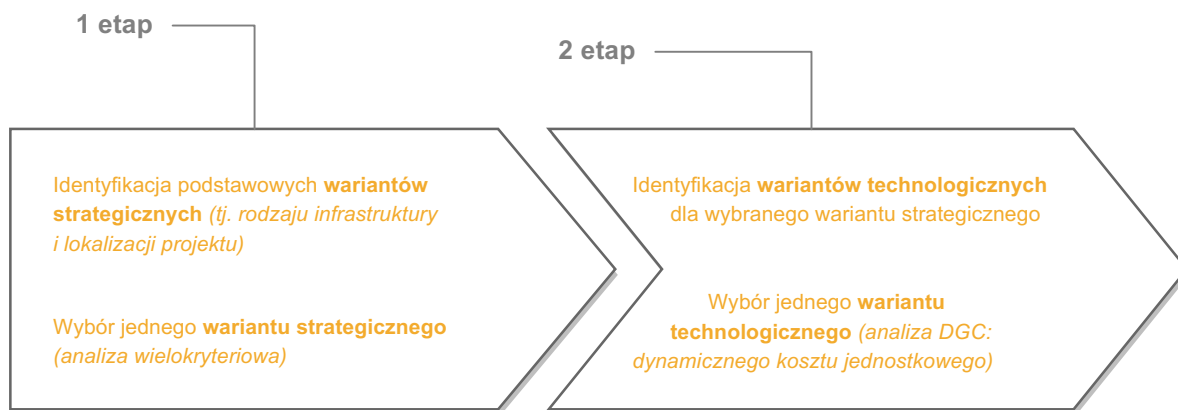 1 etap
Identyfikacja podstawowych wariantów
strategicznych (tj. rodzaju infrastruktury
i lokalizacji projektu)
Wybór jednego wariantu strategicznego
(analiza wielokryteriowa)
2 etap
Identyfikacja wariantów technologicznych
dla wybranego wariantu strategicznego
Wybór jednego wariantu
technologicznego (analiza DGC:
dynamicznego kosztu jednostkowego)